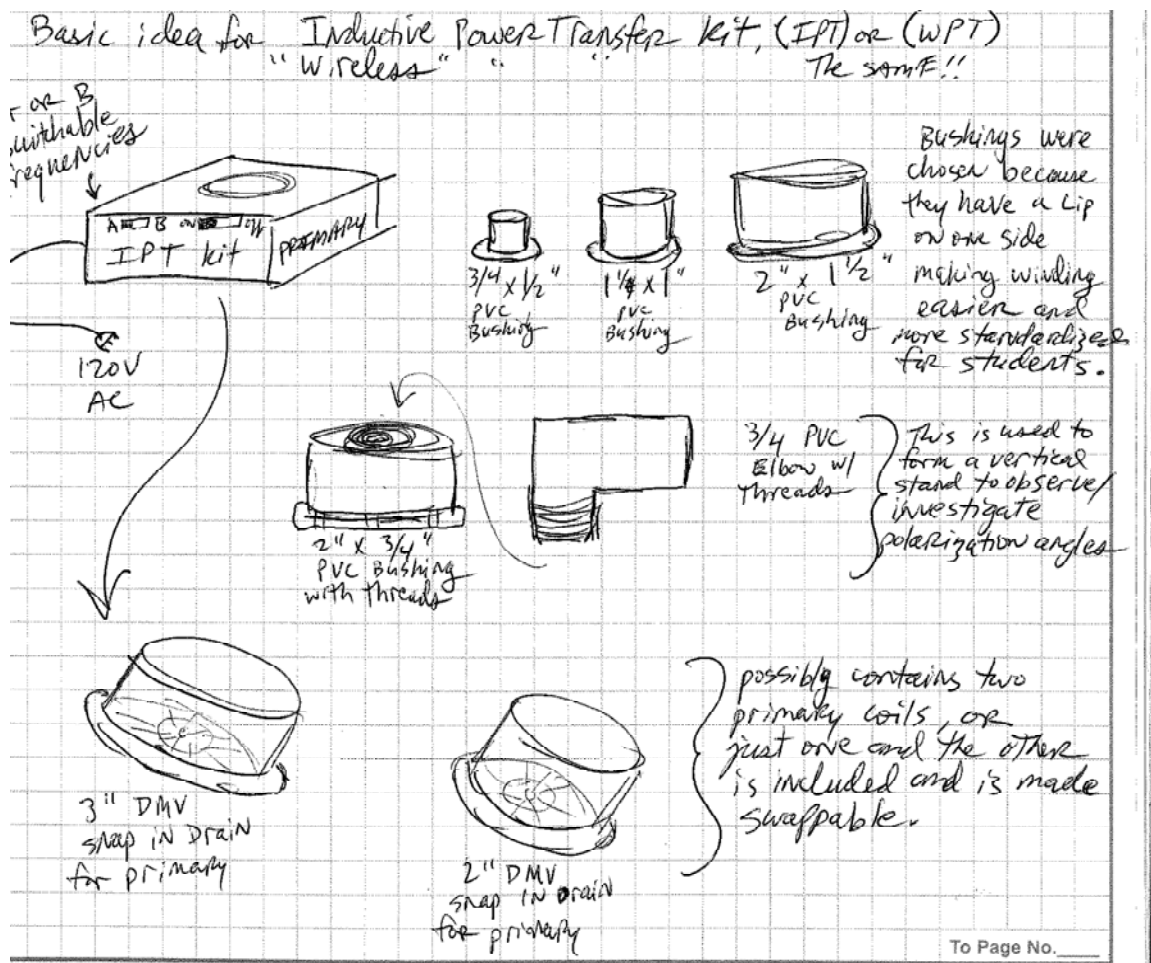 Basic idea for Inductive Power Transfer kit, (IPT) or (WPT)
"Wireless" " " The SAME!!
or B
Suitchable
Frequencies
A B ON OFF
IPT kit
PRIMARY
120V
AC
3/4 x 1/2"
PVC
Bushing
1 1/4 x 1"
PVC
Bushing
2" x 1 1/2"
PVC
Bushing
Bushings were
chosen because
they have a Lip
on one side
making winding
easier and
more standardized
for students.
2" x 3/4"
PVC Bushing
with threads
3/4 PVC
Elbow w/
threads
This is used to
form a vertical
stand to observe/
investigate
polarization angles
3" DMV
snap in Drain
for primary
2" DMV
snap in Drain
for primary
possibly contains two
primary coils, or
just one and the other
is included and is made
swappable.
To Page No.____